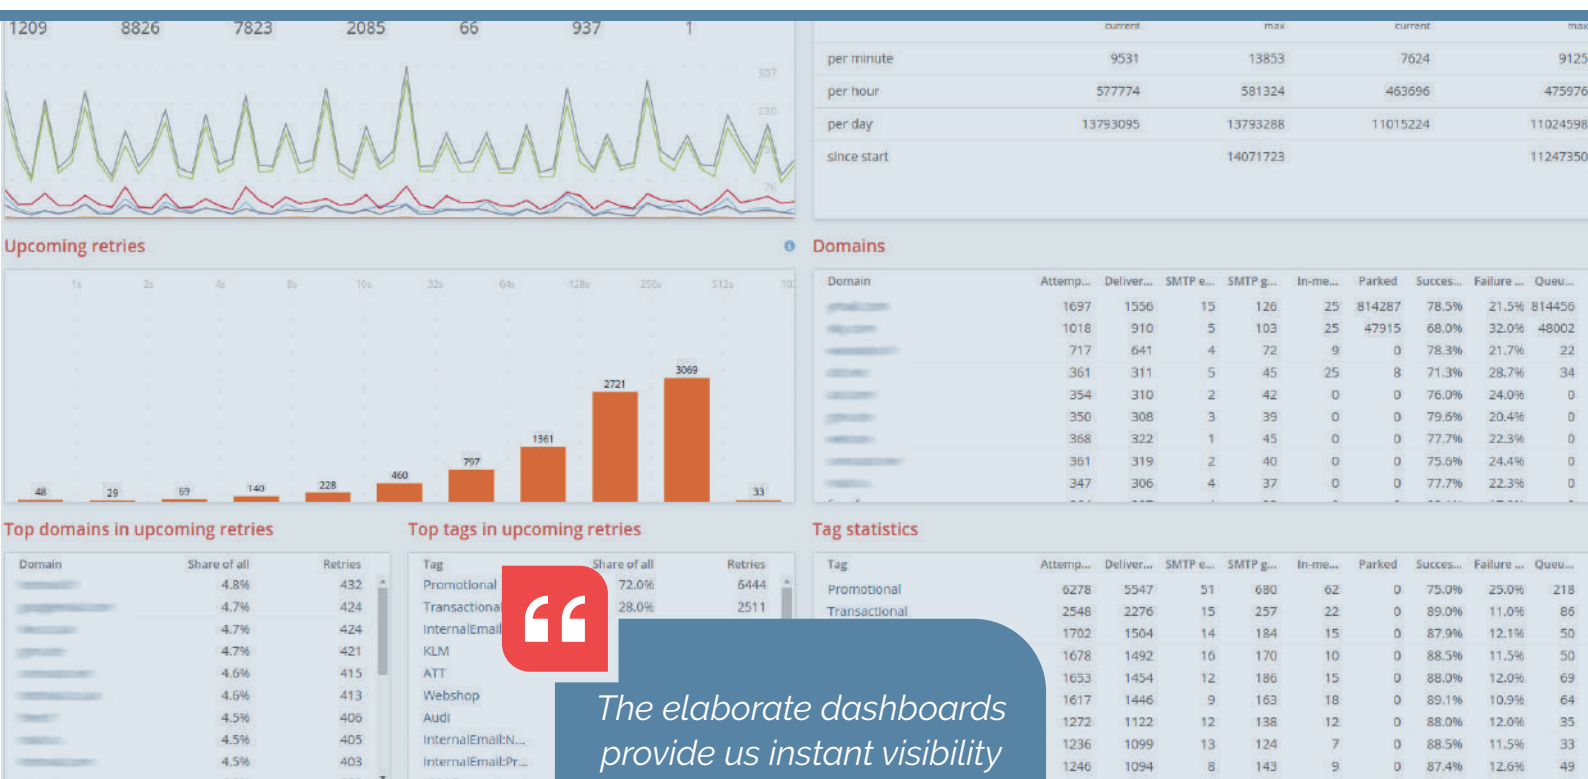 1209 8826 7823 2085 66 937 1
current max current max
per minute 9531 13853 7624 9125
per hour 577774 581324 463696 475976
per day 13793095 13793288 11015224 11024598
since start 14071723 11247350
Upcoming retries
Domains
1s 2s 4s 8s 16s 32s 64s 128s 256s 512s
48 29 69 140 228 460 797 1361 2721 3069 33
Domain Attemp... Deliver... SMTP e... SMTP g... In-me... Parked Succes... Failure ... Queu...
1697 1556 15 126 25 814287 78.5% 21.5% 814456
1018 910 5 103 25 47915 68.0% 32.0% 48002
717 641 4 72 9 0 78.3% 21.7% 22
361 311 5 45 25 8 71.3% 28.7% 34
354 310 2 42 0 0 76.0% 24.0% 0
350 308 3 39 0 0 79.6% 20.4% 0
368 322 1 45 0 0 77.7% 22.3% 0
361 319 2 40 0 0 75.6% 24.4% 0
347 306 4 37 0 0 77.7% 22.3% 0
Top domains in upcoming retries
Domain Share of all Retries
4.8% 432
4.7% 424
4.7% 424
4.7% 421
4.6% 415
4.6% 413
4.5% 406
4.5% 405
4.5% 403
Top tags in upcoming retries
Tag Share of all Retries
Promotional 72.0% 6444
Transactional 28.0% 2511
InternalEmail
KLM
ATT
Webshop
Audi
InternalEmail:N...
InternalEmail:Pr...
Tag statistics
Tag Attemp... Deliver... SMTP e... SMTP g... In-me... Parked Succes... Failure ... Queu...
Promotional 6278 5547 51 680 62 0 75.0% 25.0% 218
Transactional 2548 2276 15 257 22 0 89.0% 11.0% 86
1702 1504 14 184 15 0 87.9% 12.1% 50
1678 1492 16 170 10 0 88.5% 11.5% 50
1653 1454 12 186 15 0 88.0% 12.0% 69
1617 1446 9 163 18 0 89.1% 10.9% 64
1272 1122 12 138 12 0 88.0% 12.0% 35
1236 1099 13 124 7 0 88.5% 11.5% 33
1246 1094 8 143 9 0 87.4% 12.6% 49
“
The elaborate dashboards
provide us instant visibility